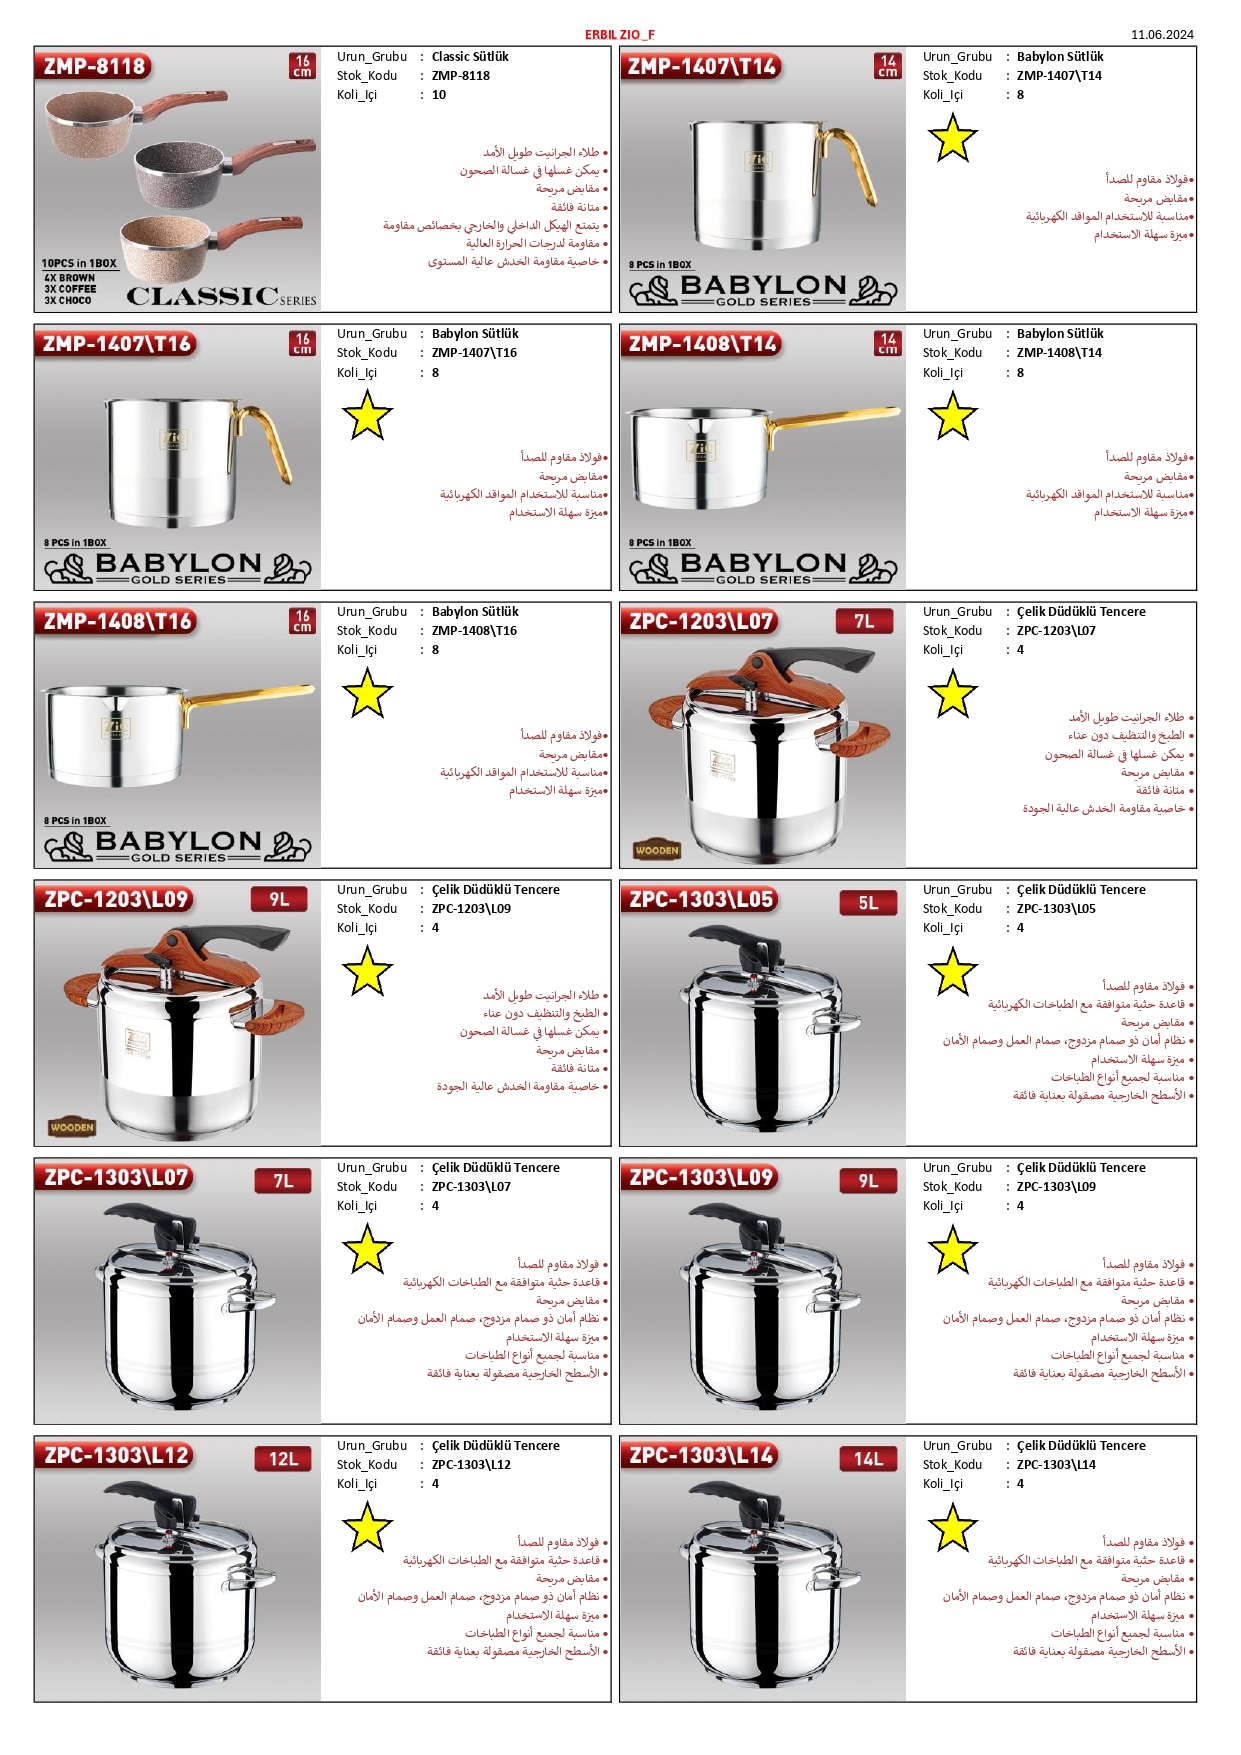 ERBIL ZIO_F
11.06.2024
ZMP-8118
16 cm
10PCS in 1BOX
4X BROWN
3X COFFEE
3X CHOCO
CLASSIC SERIES
Urun_Grubu : Classic Sütlük
Stok_Kodu : ZMP-8118
Koli_Içi : 10
• طلاء الجرانيت طويل الأمد
• يمكن غسلها في غسالة الصحون
• مقابض مريحة
• متانة فائقة
• يتمتع الهيكل الداخلي والخارجي بخصائص مقاومة
• مقاومة لدرجات الحرارة العالية
• خاصية مقاومة الخدش عالية المستوى
ZMP-1407\T14
14 cm
8 PCS in 1BOX
BABYLON
GOLD SERIES
Urun_Grubu : Babylon Sütlük
Stok_Kodu : ZMP-1407\T14
Koli_Içi : 8
•فولاذ مقاوم للصدأ
•مقابض مريحة
•مناسبة للاستخدام المواقد الكهربائية
•ميزة سهلة الاستخدام
ZMP-1407\T16
16 cm
8 PCS in 1BOX
BABYLON
GOLD SERIES
Urun_Grubu : Babylon Sütlük
Stok_Kodu : ZMP-1407\T16
Koli_Içi : 8
•فولاذ مقاوم للصدأ
•مقابض مريحة
•مناسبة للاستخدام المواقد الكهربائية
•ميزة سهلة الاستخدام
ZMP-1408\T14
14 cm
8 PCS in 1BOX
BABYLON
GOLD SERIES
Urun_Grubu : Babylon Sütlük
Stok_Kodu : ZMP-1408\T14
Koli_Içi : 8
•فولاذ مقاوم للصدأ
•مقابض مريحة
•مناسبة للاستخدام المواقد الكهربائية
•ميزة سهلة الاستخدام
ZMP-1408\T16
16 cm
8 PCS in 1BOX
BABYLON
GOLD SERIES
Urun_Grubu : Babylon Sütlük
Stok_Kodu : ZMP-1408\T16
Koli_Içi : 8
•فولاذ مقاوم للصدأ
•مقابض مريحة
•مناسبة للاستخدام المواقد الكهربائية
•ميزة سهلة الاستخدام
ZPC-1203\L07
7L
WOODEN
Urun_Grubu : Çelik Düdüklü Tencere
Stok_Kodu : ZPC-1203\L07
Koli_Içi : 4
• طلاء الجرانيت طويل الأمد
• الطبخ والتنظيف دون عناء
• يمكن غسلها في غسالة الصحون
• مقابض مريحة
• متانة فائقة
• خاصية مقاومة الخدش عالية الجودة
ZPC-1203\L09
9L
WOODEN
Urun_Grubu : Çelik Düdüklü Tencere
Stok_Kodu : ZPC-1203\L09
Koli_Içi : 4
• طلاء الجرانيت طويل الأمد
• الطبخ والتنظيف دون عناء
• يمكن غسلها في غسالة الصحون
• مقابض مريحة
• متانة فائقة
• خاصية مقاومة الخدش عالية الجودة
ZPC-1303\L05
5L
Urun_Grubu : Çelik Düdüklü Tencere
Stok_Kodu : ZPC-1303\L05
Koli_Içi : 4
• فولاذ مقاوم للصدأ
• قاعدة حثية متوافقة مع الطباخات الكهربائية
• مقابض مريحة
• نظام أمان ذو صمام مزدوج، صمام العمل وصمام الأمان
• ميزة سهلة الاستخدام
• مناسبة لجميع أنواع الطباخات
• الأسطح الخارجية مصقولة بعناية فائقة
ZPC-1303\L07
7L
Urun_Grubu : Çelik Düdüklü Tencere
Stok_Kodu : ZPC-1303\L07
Koli_Içi : 4
• فولاذ مقاوم للصدأ
• قاعدة حثية متوافقة مع الطباخات الكهربائية
• مقابض مريحة
• نظام أمان ذو صمام مزدوج، صمام العمل وصمام الأمان
• ميزة سهلة الاستخدام
• مناسبة لجميع أنواع الطباخات
• الأسطح الخارجية مصقولة بعناية فائقة
ZPC-1303\L09
9L
Urun_Grubu : Çelik Düdüklü Tencere
Stok_Kodu : ZPC-1303\L09
Koli_Içi : 4
• فولاذ مقاوم للصدأ
• قاعدة حثية متوافقة مع الطباخات الكهربائية
• مقابض مريحة
• نظام أمان ذو صمام مزدوج، صمام العمل وصمام الأمان
• ميزة سهلة الاستخدام
• مناسبة لجميع أنواع الطباخات
• الأسطح الخارجية مصقولة بعناية فائقة
ZPC-1303\L12
12L
Urun_Grubu : Çelik Düdüklü Tencere
Stok_Kodu : ZPC-1303\L12
Koli_Içi : 4
• فولاذ مقاوم للصدأ
• قاعدة حثية متوافقة مع الطباخات الكهربائية
• مقابض مريحة
• نظام أمان ذو صمام مزدوج، صمام العمل وصمام الأمان
• ميزة سهلة الاستخدام
• مناسبة لجميع أنواع الطباخات
• الأسطح الخارجية مصقولة بعناية فائقة
ZPC-1303\L14
14L
Urun_Grubu : Çelik Düdüklü Tencere
Stok_Kodu : ZPC-1303\L14
Koli_Içi : 4
• فولاذ مقاوم للصدأ
• قاعدة حثية متوافقة مع الطباخات الكهربائية
• مقابض مريحة
• نظام أمان ذو صمام مزدوج، صمام العمل وصمام الأمان
• ميزة سهلة الاستخدام
• مناسبة لجميع أنواع الطباخات
• الأسطح الخارجية مصقولة بعناية فائقة